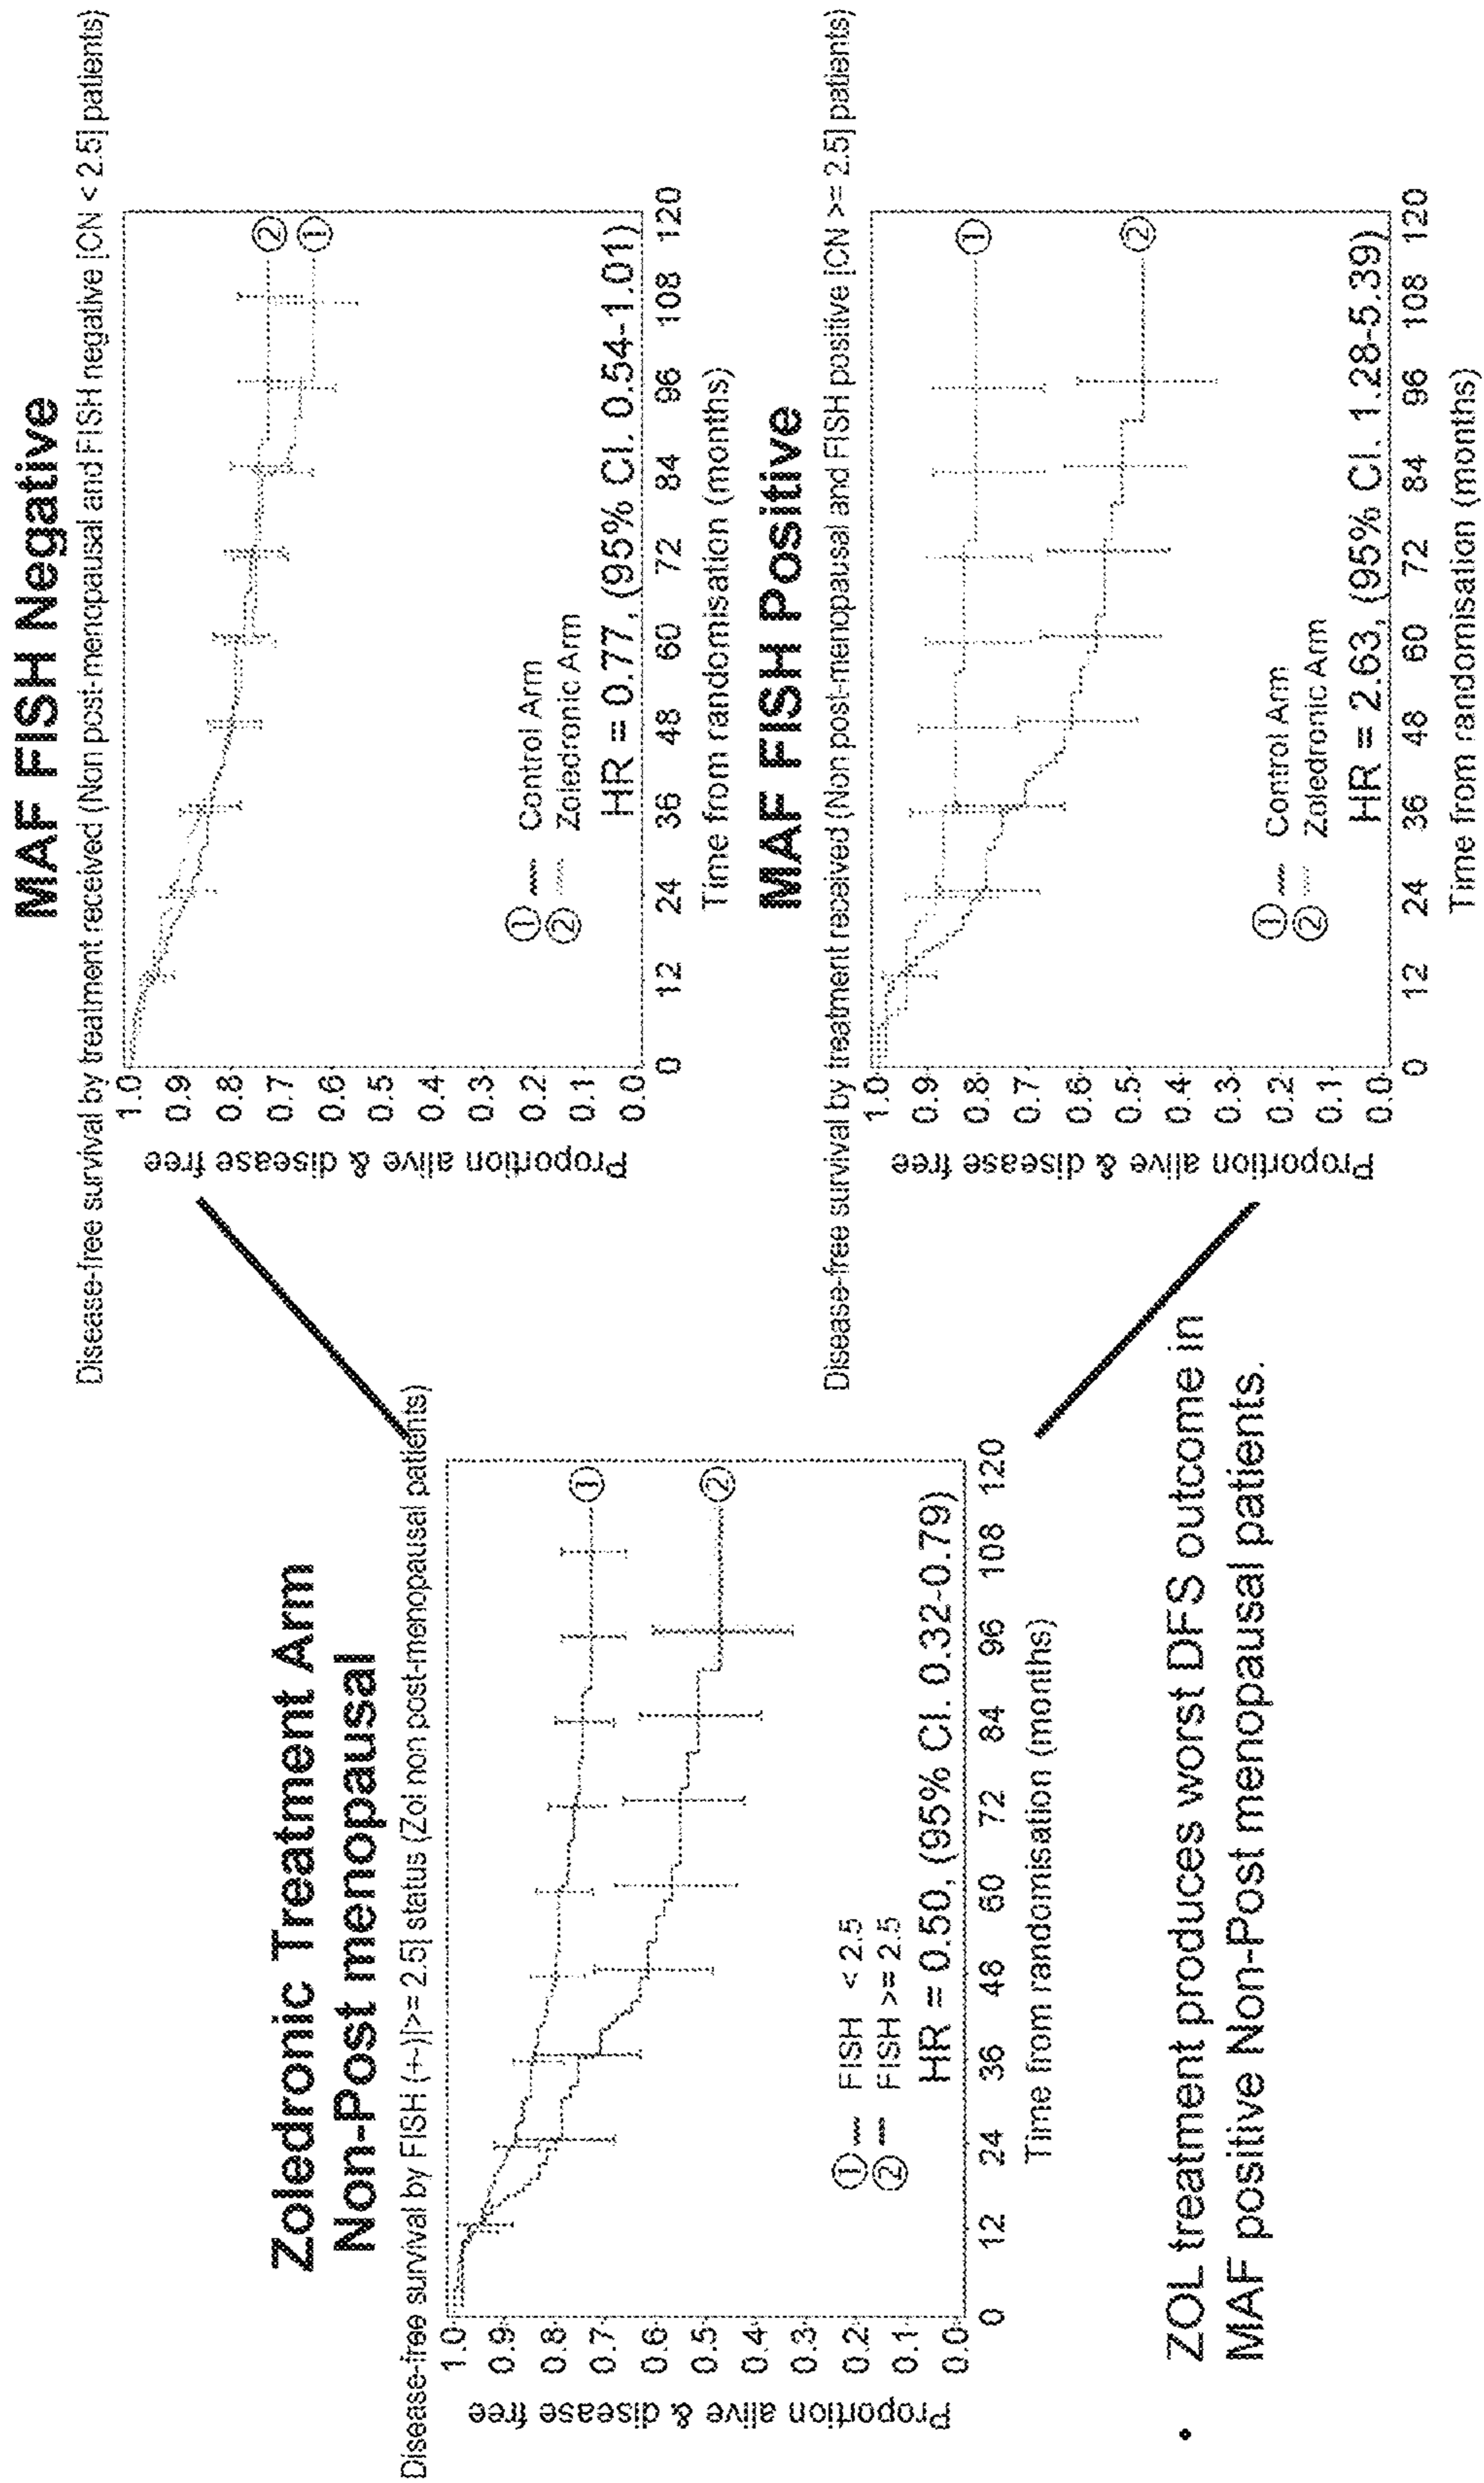 Zoledronic Treatment Arm
Non-Post menopausal
Disease-free survival by FISH (+-)[>= 2.5] status (Zol non post-menopausal patients)
Proportion alive & disease free
1.0
0.9
0.8
0.7
0.6
0.5
0.4
0.3
0.2
0.1
0.0
①
②
① FISH < 2.5
② FISH >= 2.5
HR = 0.50, (95% CI. 0.32-0.79)
0 12 24 36 48 60 72 84 96 108 120
Time from randomisation (months)
• ZOL treatment produces worst DFS outcome in
MAF positive Non-Post menopausal patients.
MAF FISH Negative
Disease-free survival by treatment received (Non post-menopausal and FISH negative [CN < 2.5] patients)
Proportion alive & disease free
1.0
0.9
0.8
0.7
0.6
0.5
0.4
0.3
0.2
0.1
0.0
②
①
① Control Arm
② Zoledronic Arm
HR = 0.77, (95% CI. 0.54-1.01)
0 12 24 36 48 60 72 84 96 108 120
Time from randomisation (months)
MAF FISH Positive
Disease-free survival by treatment received (Non post-menopausal and FISH positive [CN >= 2.5] patients)
Proportion alive & disease free
1.0
0.9
0.8
0.7
0.6
0.5
0.4
0.3
0.2
0.1
0.0
①
②
① Control Arm
② Zoledronic Arm
HR = 2.63, (95% CI. 1.28-5.39)
0 12 24 36 48 60 72 84 96 108 120
Time from randomisation (months)